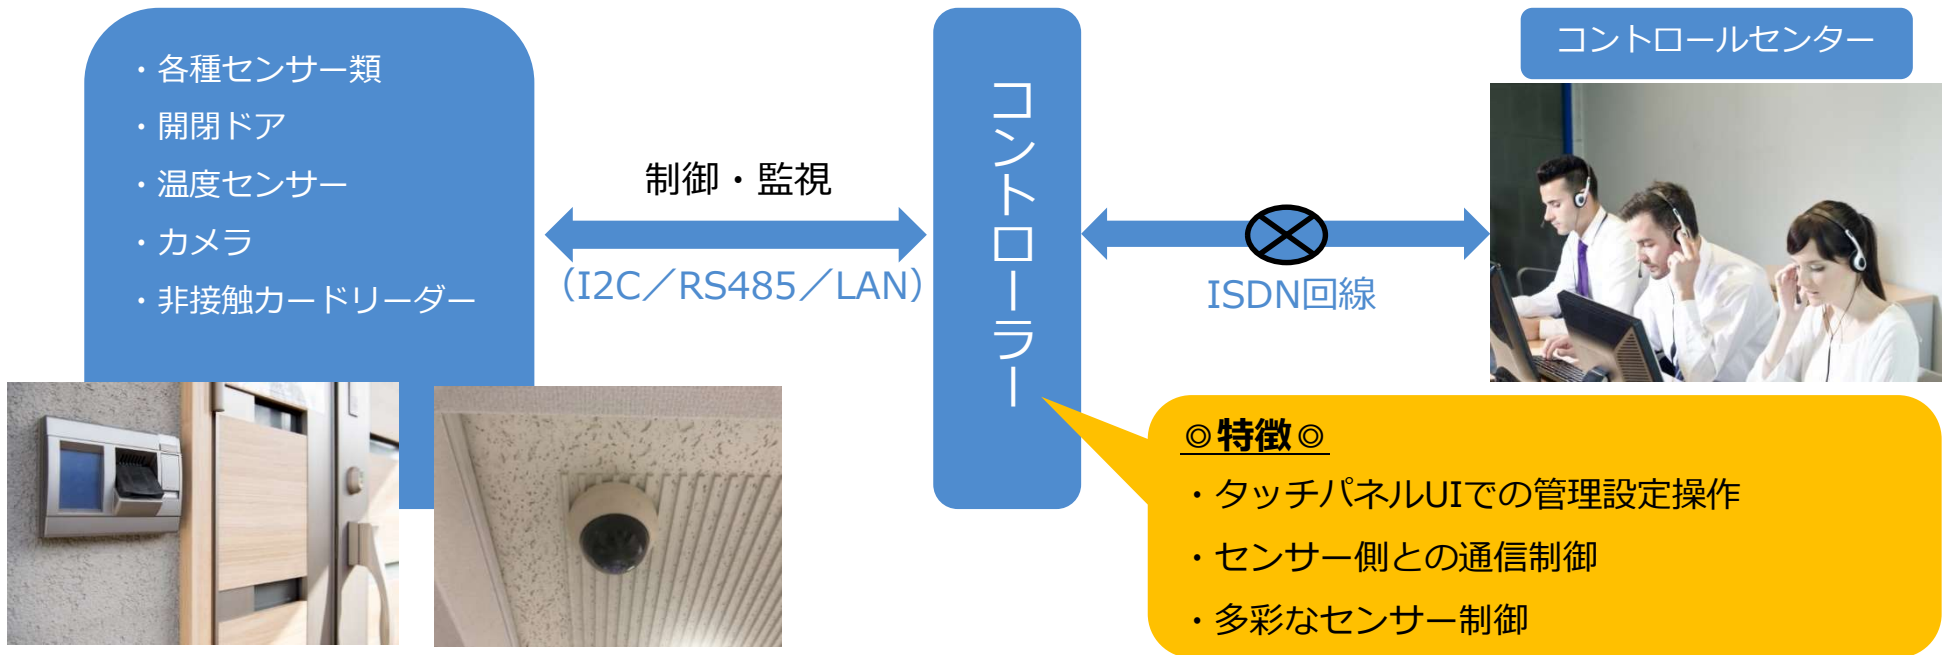 ・各種センサー類
・開閉ドア
・温度センサー
・カメラ
・非接触カードリーダー
制御・監視
（I2C／RS485／LAN）
コントローラー
ISDN回線
コントロールセンター
◎特徴◎
・タッチパネルUIでの管理設定操作
・センサー側との通信制御
・多彩なセンサー制御